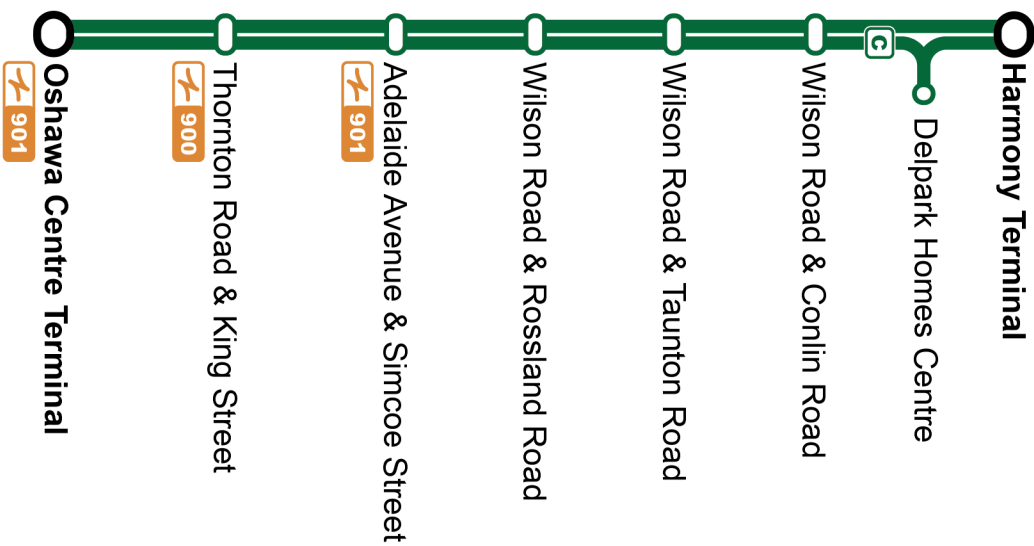 Harmony Terminal
Delpark Homes Centre
C
Wilson Road & Conlin Road
Wilson Road & Taunton Road
Wilson Road & Rossland Road
Adelaide Avenue & Simcoe Street
901
Thornton Road & King Street
900
Oshawa Centre Terminal
901